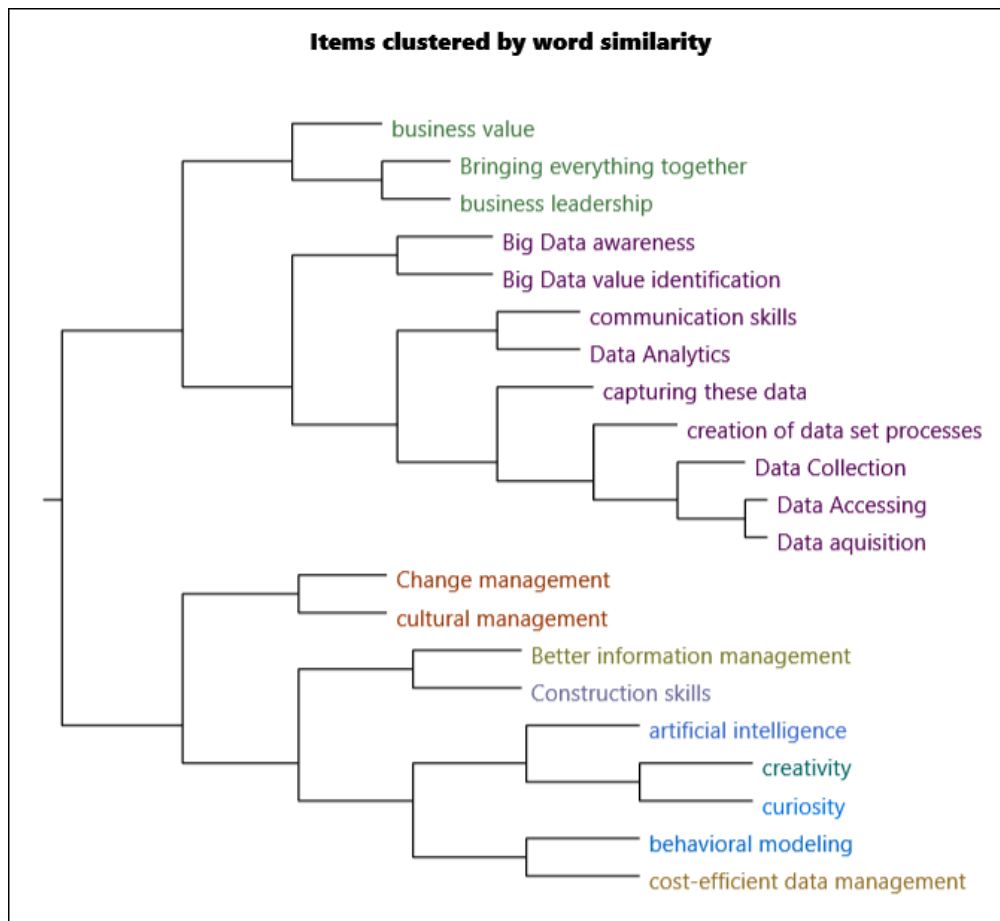 Items clustered by word similarity
business value
Bringing everything together
business leadership
Big Data awareness
Big Data value identification
communication skills
Data Analytics
capturing these data
creation of data set processes
Data Collection
Data Accessing
Data aquisition
Change management
cultural management
Better information management
Construction skills
artificial intelligence
creativity
curiosity
behavioral modeling
cost-efficient data management